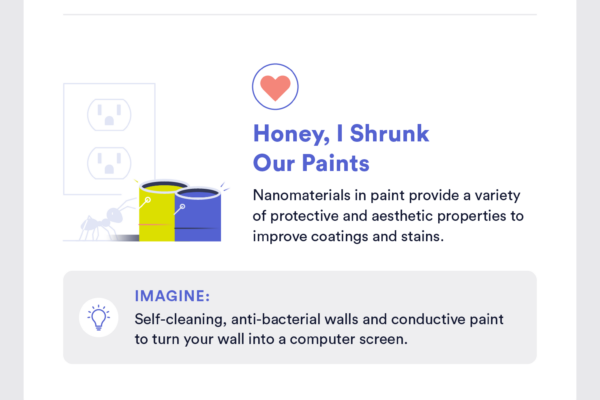 Honey, I Shrunk
Our Paints
Nanomaterials in paint provide a variety
of protective and aesthetic properties to
improve coatings and stains.
IMAGINE:
Self-cleaning, anti-bacterial walls and conductive paint
to turn your wall into a computer screen.